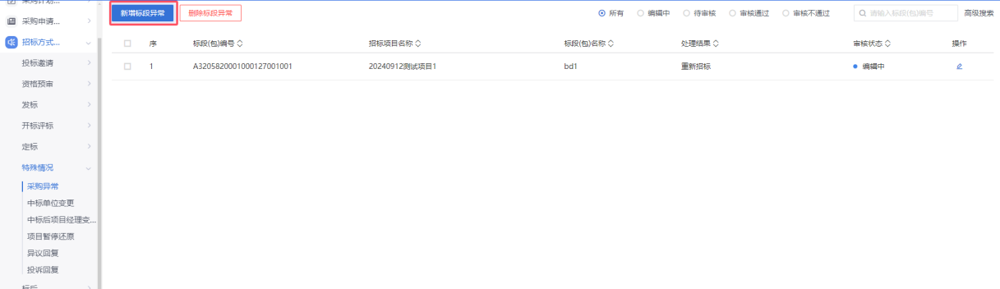 采购计划...
采购申请...
招标方式...
投标邀请
资格预审
发标
开标评标
定标
特殊情况
采购异常
中标单位变更
中标后项目经理变...
项目暂停还原
异议回复
投诉回复
标后
新增标段异常 删除标段异常 所有 编辑中 待审核 审核通过 审核不通过 请输入标段(包)编号 高级搜索
序 标段(包)编号 招标项目名称 标段(包)名称 处理结果 审核状态 操作
1 A3205820001000127001001 20240912测试项目1 bd1 重新招标 编辑中